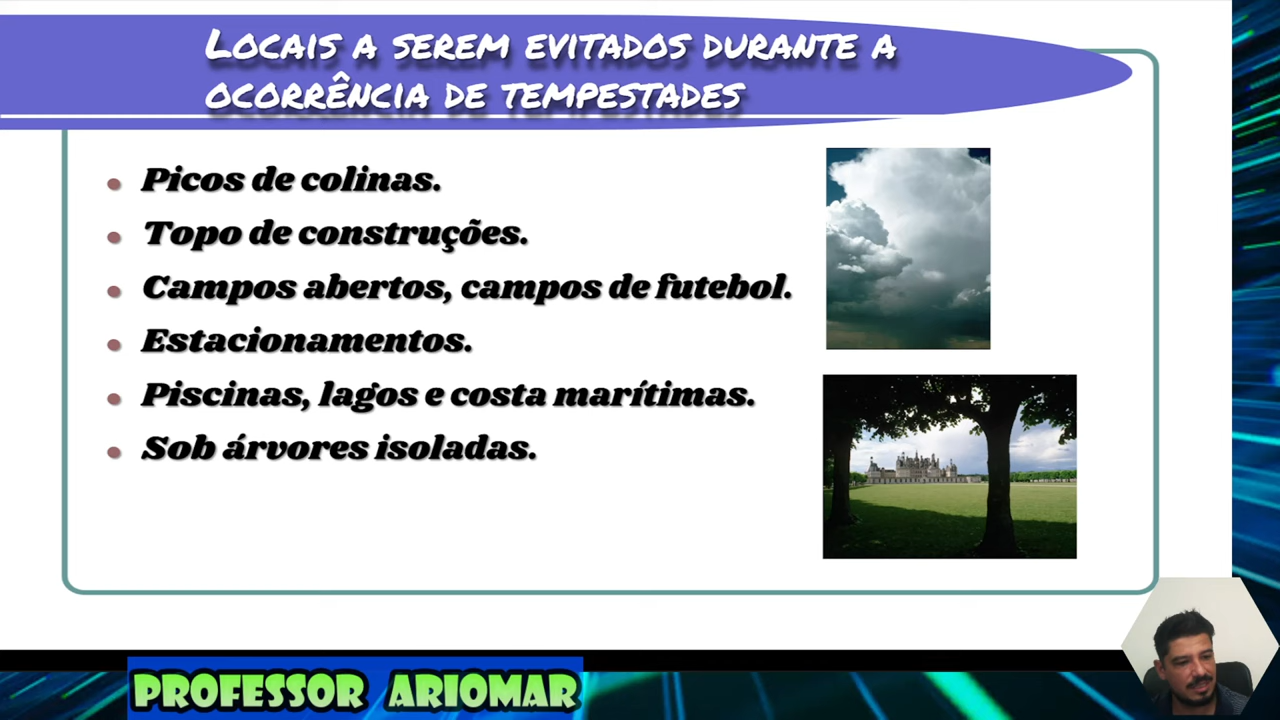 Locais a serem evitados durante a
ocorrência de tempestades
Picos de colinas.
Topo de construções.
Campos abertos, campos de futebol.
Estacionamentos.
Piscinas, lagos e costa marítimas.
Sob árvores isoladas.
PROFESSOR ARIOMAR